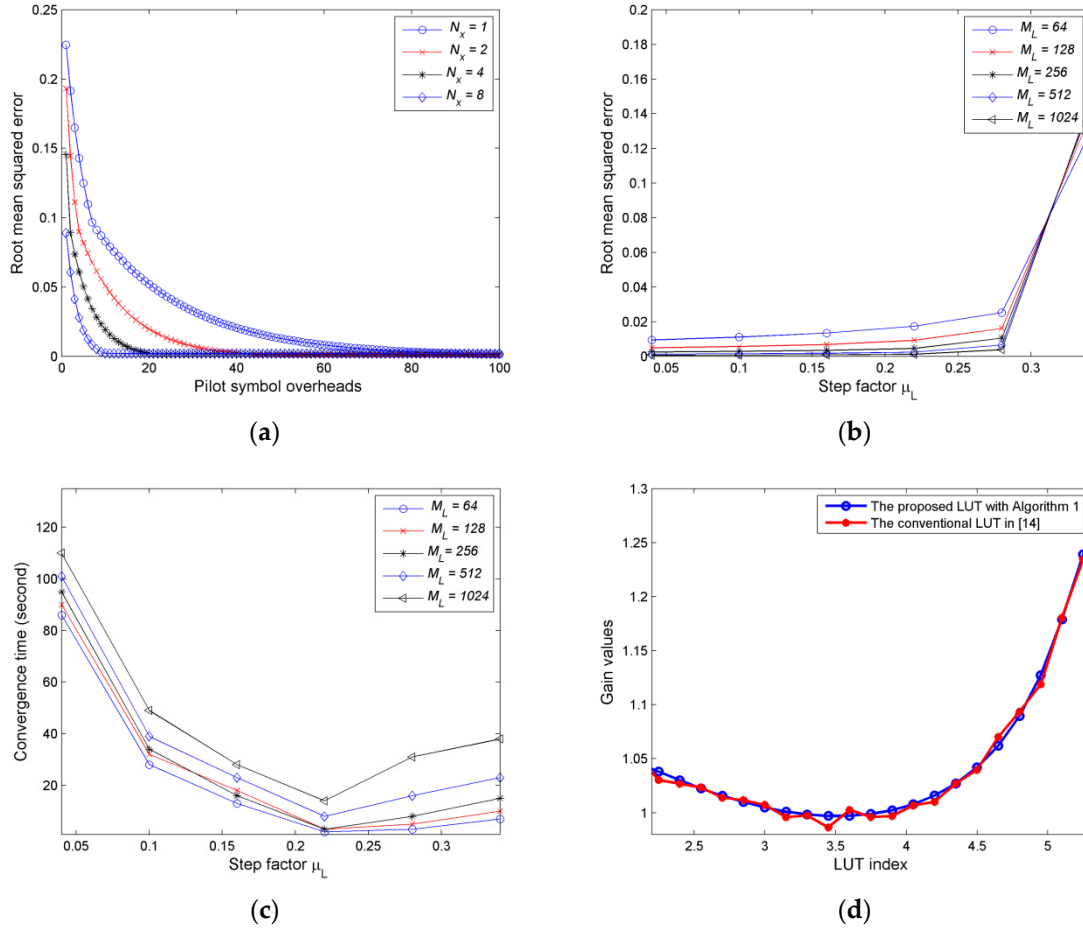 Root mean squared error
0.25
0.2
0.15
0.1
0.05
0
0 20 40 60 80 100
Pilot symbol overheads
N_x = 1
N_x = 2
N_x = 4
N_x = 8
(a)
Root mean squared error
0.2
0.18
0.16
0.14
0.12
0.1
0.08
0.06
0.04
0.02
0
0.05 0.1 0.15 0.2 0.25 0.3
Step factor μ_L
M_L = 64
M_L = 128
M_L = 256
M_L = 512
M_L = 1024
(b)
Convergence time (second)
120
100
80
60
40
20
0.05 0.1 0.15 0.2 0.25 0.3
Step factor μ_L
M_L = 64
M_L = 128
M_L = 256
M_L = 512
M_L = 1024
(c)
Gain values
1.3
1.25
1.2
1.15
1.1
1.05
1
2.5 3 3.5 4 4.5 5
LUT index
The proposed LUT with Algorithm 1
The conventional LUT in [14]
(d)